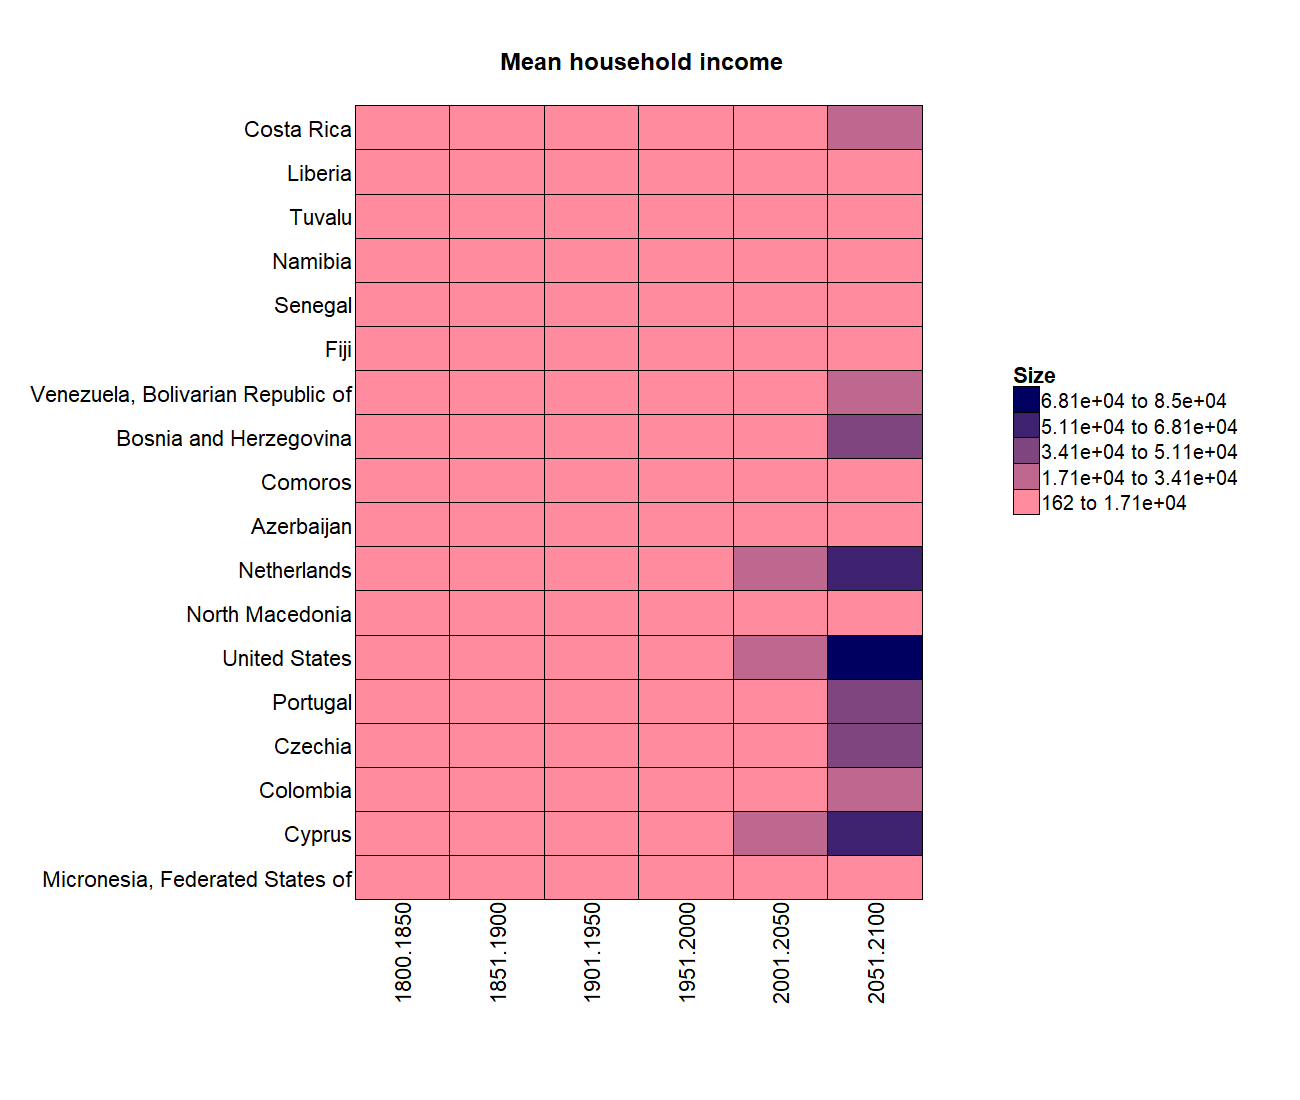 Mean household income
Costa Rica
Liberia
Tuvalu
Namibia
Senegal
Fiji
Venezuela, Bolivarian Republic of
Bosnia and Herzegovina
Comoros
Azerbaijan
Netherlands
North Macedonia
United States
Portugal
Czechia
Colombia
Cyprus
Micronesia, Federated States of
1800.1850
1851.1900
1901.1950
1951.2000
2001.2050
2051.2100
Size
6.81e+04 to 8.5e+04
5.11e+04 to 6.81e+04
3.41e+04 to 5.11e+04
1.71e+04 to 3.41e+04
162 to 1.71e+04